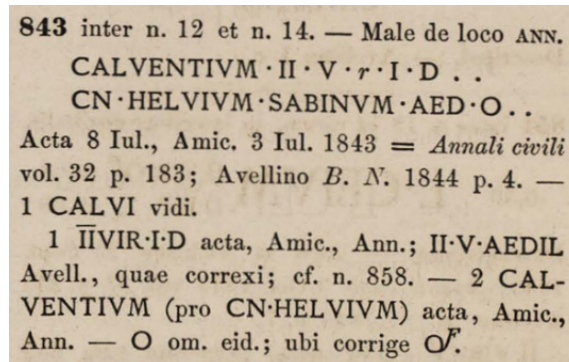 843 inter n. 12 et n. 14. — Male de loco ANN.
CALVENTIVM·II·V·r·I·D . .
CN·HELVIVM·SABINVM·AED·O . .
Acta 8 Iul., Amic. 3 Iul. 1843 = Annali civili
vol. 32 p. 183; Avellino B. N. 1844 p. 4. —
1 CALVI vidi.
1 I̅I̅VIR·I·D acta, Amic., Ann.; II·V·AEDIL
Avell., quae correxi; cf. n. 858. — 2 CAL-
VENTIVM (pro CN·HELVIVM) acta, Amic.,
Ann. — O om. eid.; ubi corrige OF.